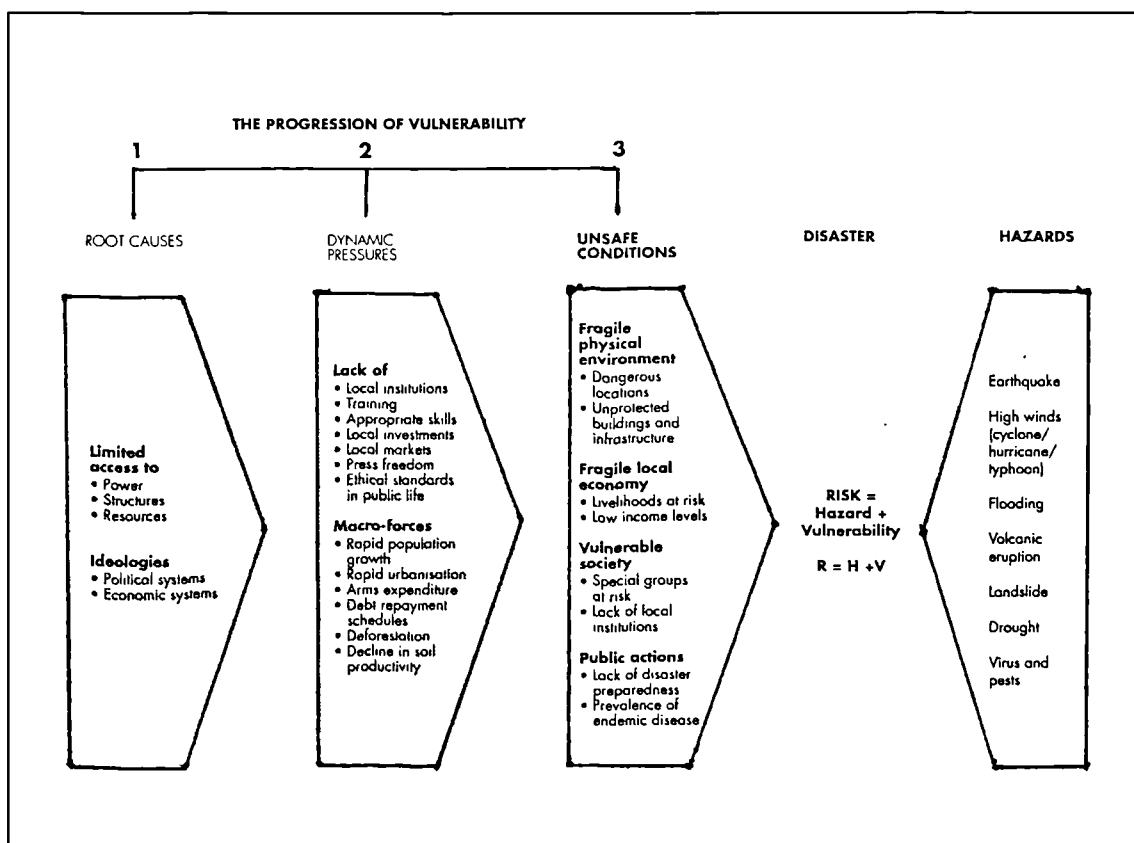 THE PROGRESSION OF VULNERABILITY
1
2
3
ROOT CAUSES
DYNAMIC
PRESSURES
UNSAFE
CONDITIONS
DISASTER
HAZARDS
Limited
access to
• Power
• Structures
• Resources
Ideologies
• Political systems
• Economic systems
Lack of
• Local institutions
• Training
• Appropriate skills
• Local investments
• Local markets
• Press freedom
• Ethical standards
in public life
Macro-forces
• Rapid population
growth
• Rapid urbanisation
• Arms expenditure
• Debt repayment
schedules
• Deforestation
• Decline in soil
productivity
Fragile
physical
environment
• Dangerous
locations
• Unprotected
buildings and
infrastructure
Fragile local
economy
• Livelihoods at risk
• Low income levels
Vulnerable
society
• Special groups
at risk
• Lack of local
institutions
Public actions
• Lack of disaster
preparedness
• Prevalence of
endemic disease
RISK =
Hazard +
Vulnerability
R = H +V
Earthquake
High winds
(cyclone/
hurricane/
typhoon)
Flooding
Volcanic
eruption
Landslide
Drought
Virus and
pests